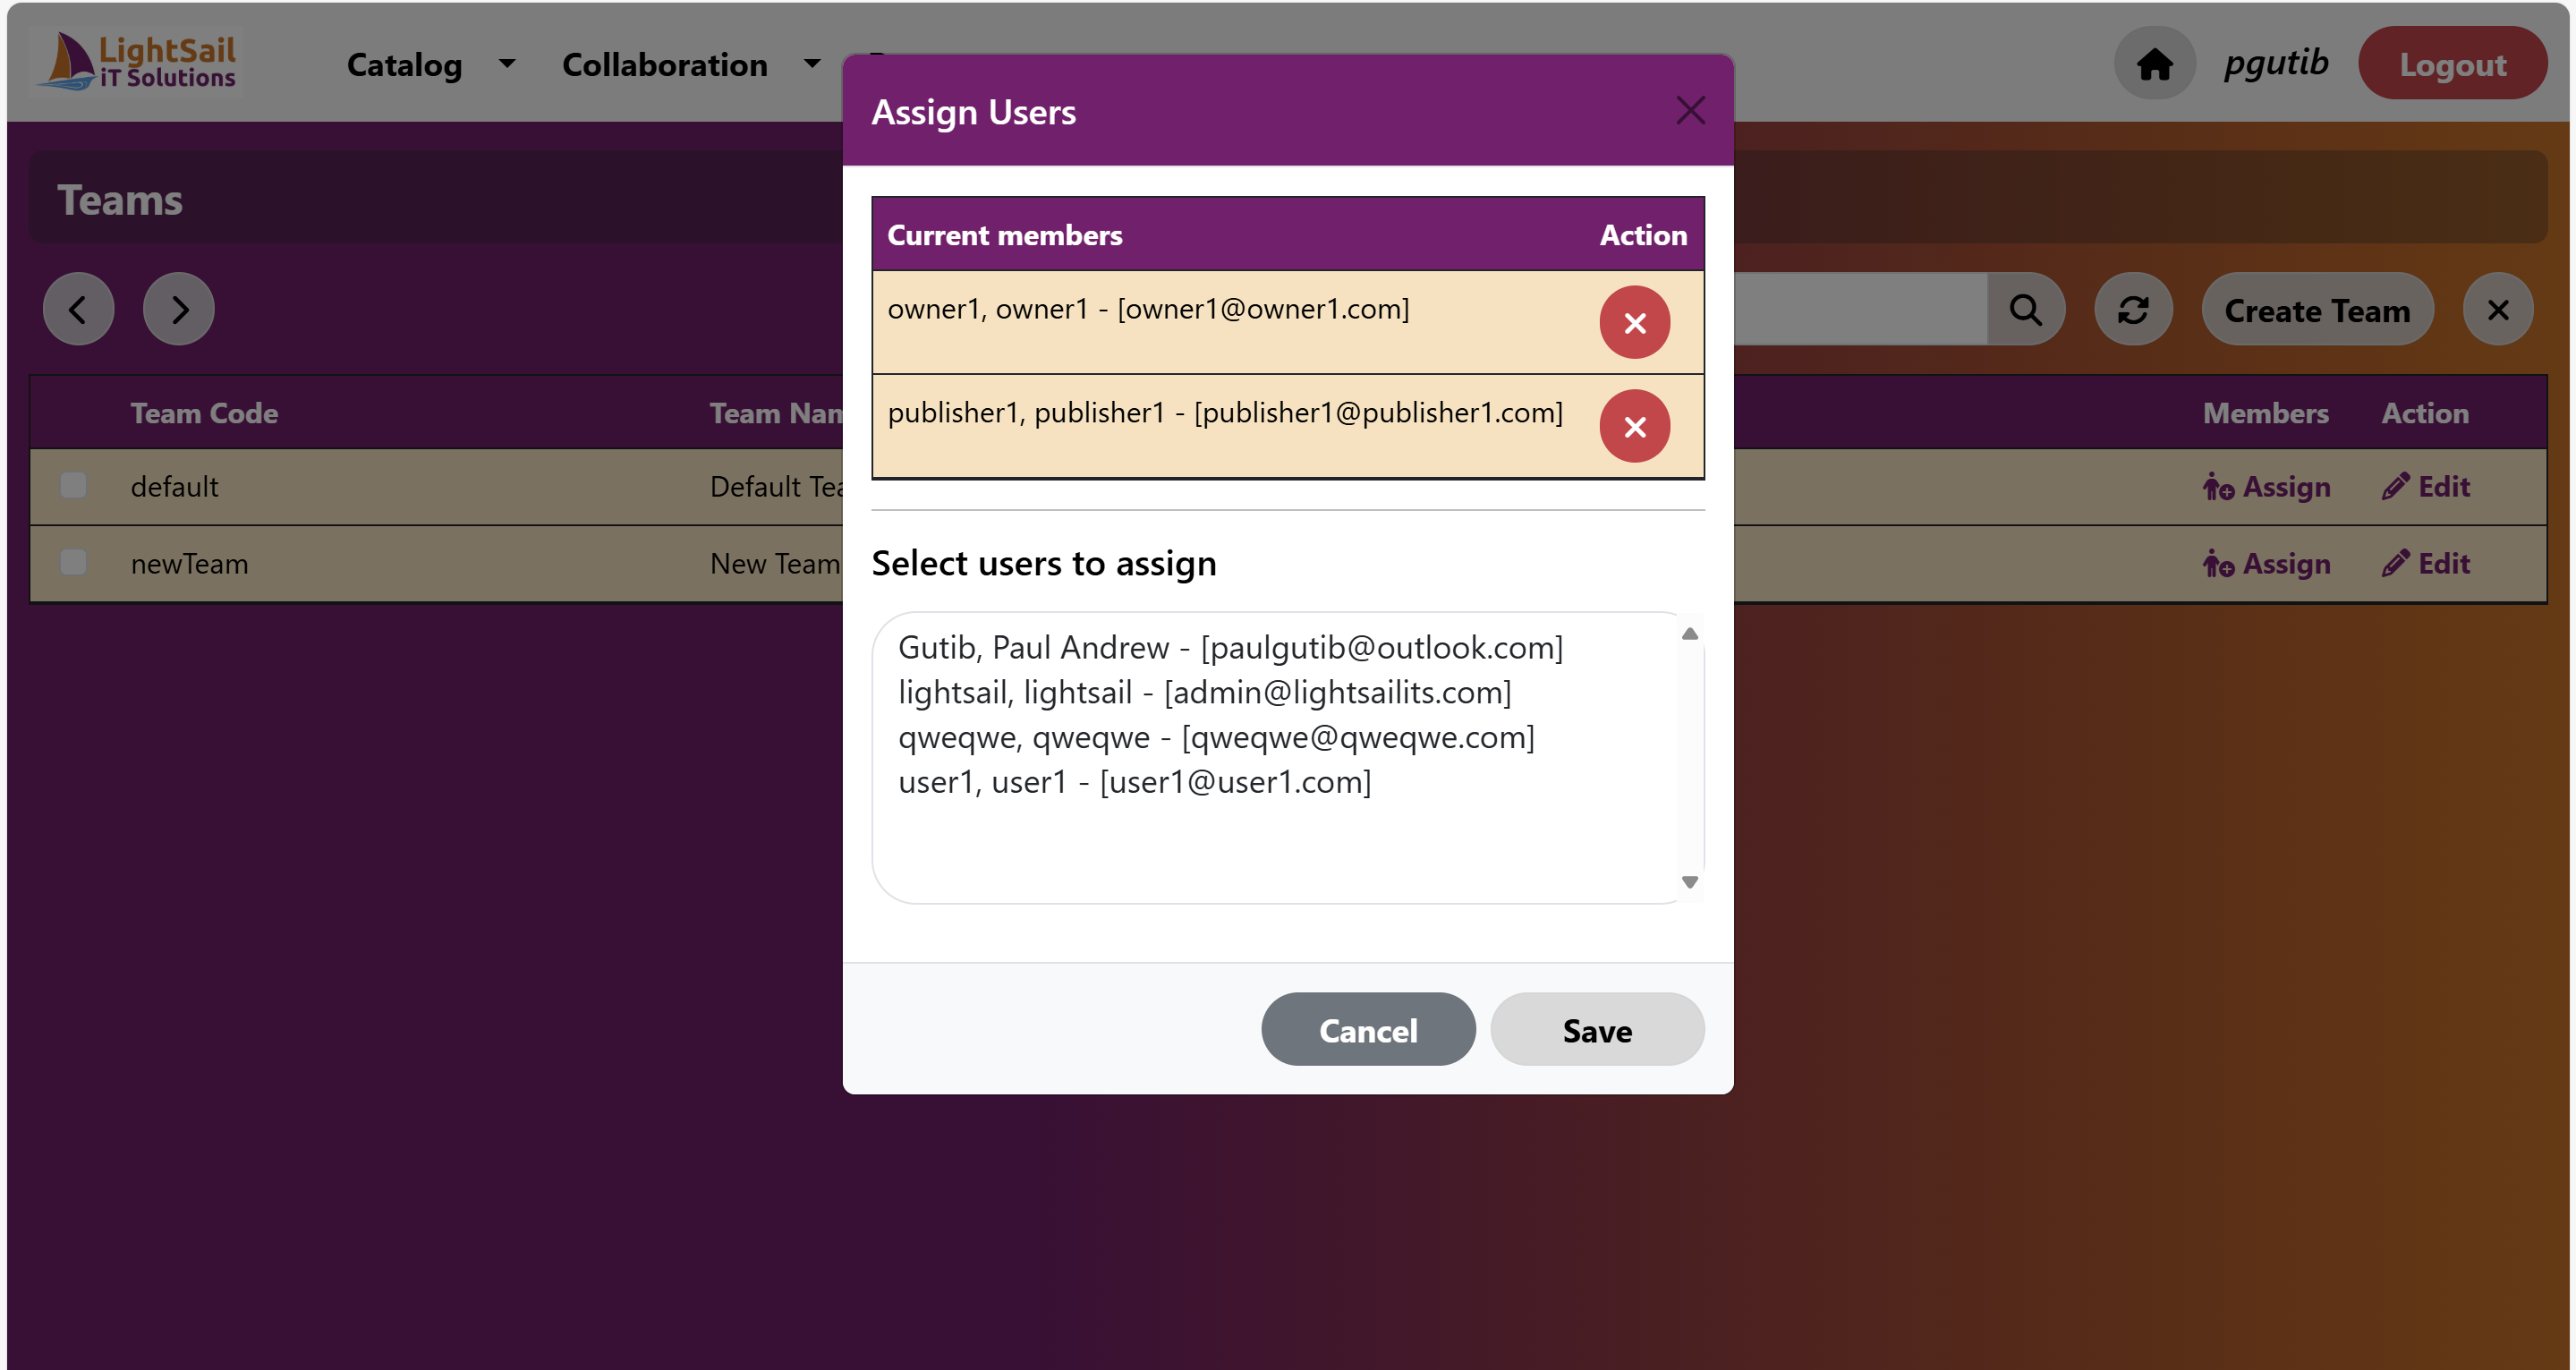 LightSail
iT Solutions
Catalog
Collaboration
pgutib
Logout
Teams
Create Team
Team Code
Team Nam
Members
Action
default
Default Tea
Assign
Edit
newTeam
New Team
Assign
Edit
Assign Users
Current members
Action
owner1, owner1 - [owner1@owner1.com]
publisher1, publisher1 - [publisher1@publisher1.com]
Select users to assign
Gutib, Paul Andrew - [paulgutib@outlook.com]
lightsail, lightsail - [admin@lightsailits.com]
qweqwe, qweqwe - [qweqwe@qweqwe.com]
user1, user1 - [user1@user1.com]
Cancel
Save